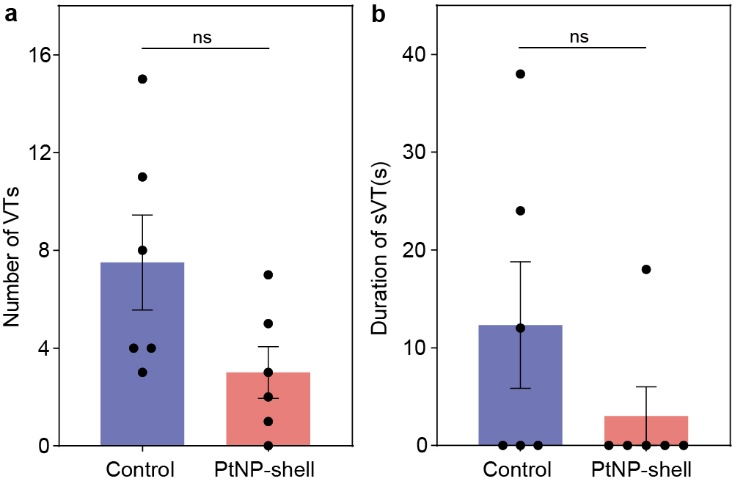 a
Number of VTs
16
12
8
4
0
ns
Control
PtNP-shell
b
Duration of sVT(s)
40
30
20
10
0
ns
Control
PtNP-shell